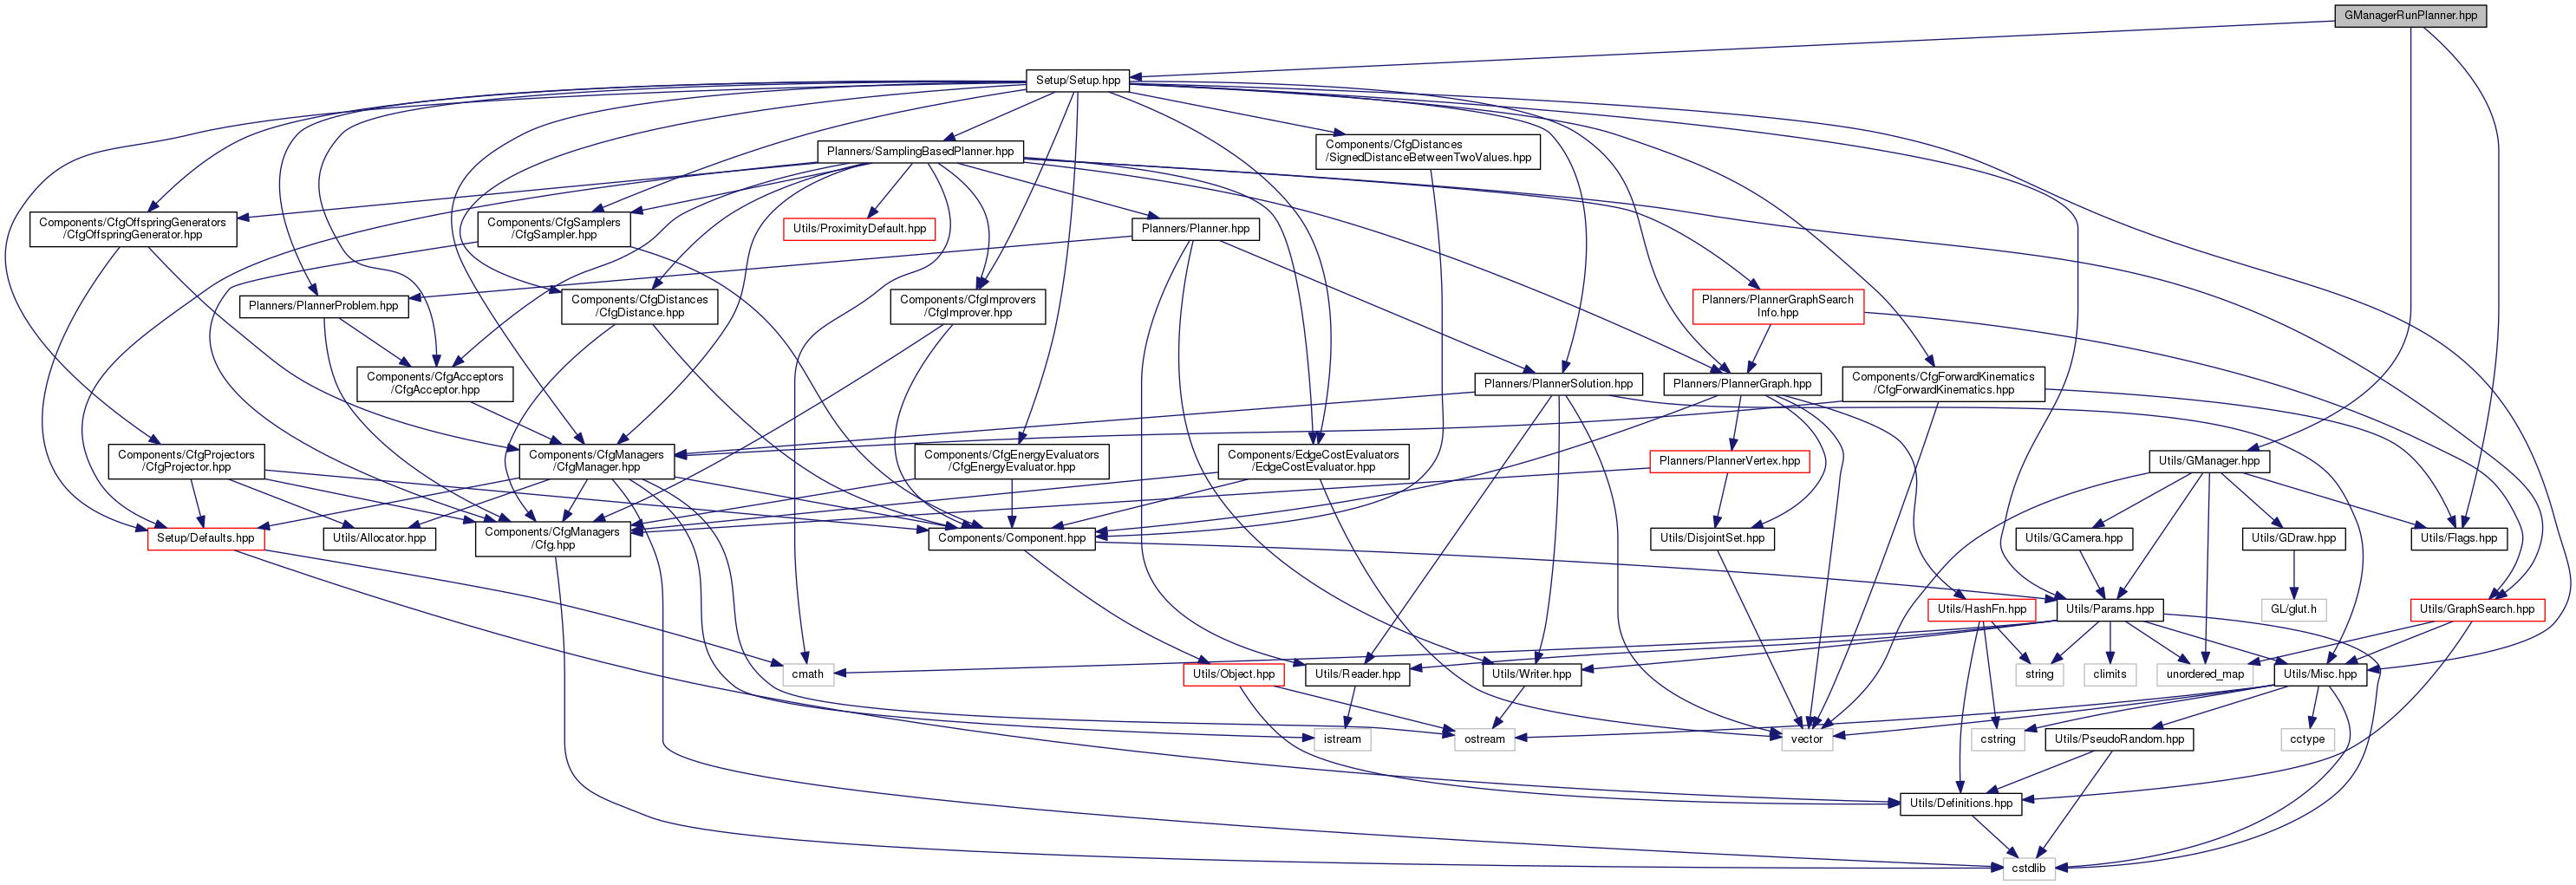 GManagerRunPlanner.hpp
Setup/Setup.hpp
Planners/SamplingBasedPlanner.hpp
Components/CfgDistances
/SignedDistanceBetweenTwoValues.hpp
Components/CfgOffspringGenerators
/CfgOffspringGenerator.hpp
Components/CfgSamplers
/CfgSampler.hpp
Utils/ProximityDefault.hpp
Planners/Planner.hpp
Planners/PlannerProblem.hpp
Components/CfgDistances
/CfgDistance.hpp
Components/CfgImprovers
/CfgImprover.hpp
Planners/PlannerGraphSearch
Info.hpp
Components/CfgAcceptors
/CfgAcceptor.hpp
Planners/PlannerSolution.hpp
Planners/PlannerGraph.hpp
Components/CfgForwardKinematics
/CfgForwardKinematics.hpp
Components/CfgProjectors
/CfgProjector.hpp
Components/CfgManagers
/CfgManager.hpp
Components/CfgEnergyEvaluators
/CfgEnergyEvaluator.hpp
Components/EdgeCostEvaluators
/EdgeCostEvaluator.hpp
Planners/PlannerVertex.hpp
Utils/GManager.hpp
Setup/Defaults.hpp
Utils/Allocator.hpp
Components/CfgManagers
/Cfg.hpp
Components/Component.hpp
Utils/DisjointSet.hpp
Utils/GCamera.hpp
Utils/GDraw.hpp
Utils/Flags.hpp
Utils/HashFn.hpp
Utils/Params.hpp
GL/glut.h
Utils/GraphSearch.hpp
cmath
Utils/Object.hpp
Utils/Reader.hpp
Utils/Writer.hpp
string
climits
unordered_map
Utils/Misc.hpp
istream
ostream
vector
cstring
Utils/PseudoRandom.hpp
cctype
Utils/Definitions.hpp
cstdlib